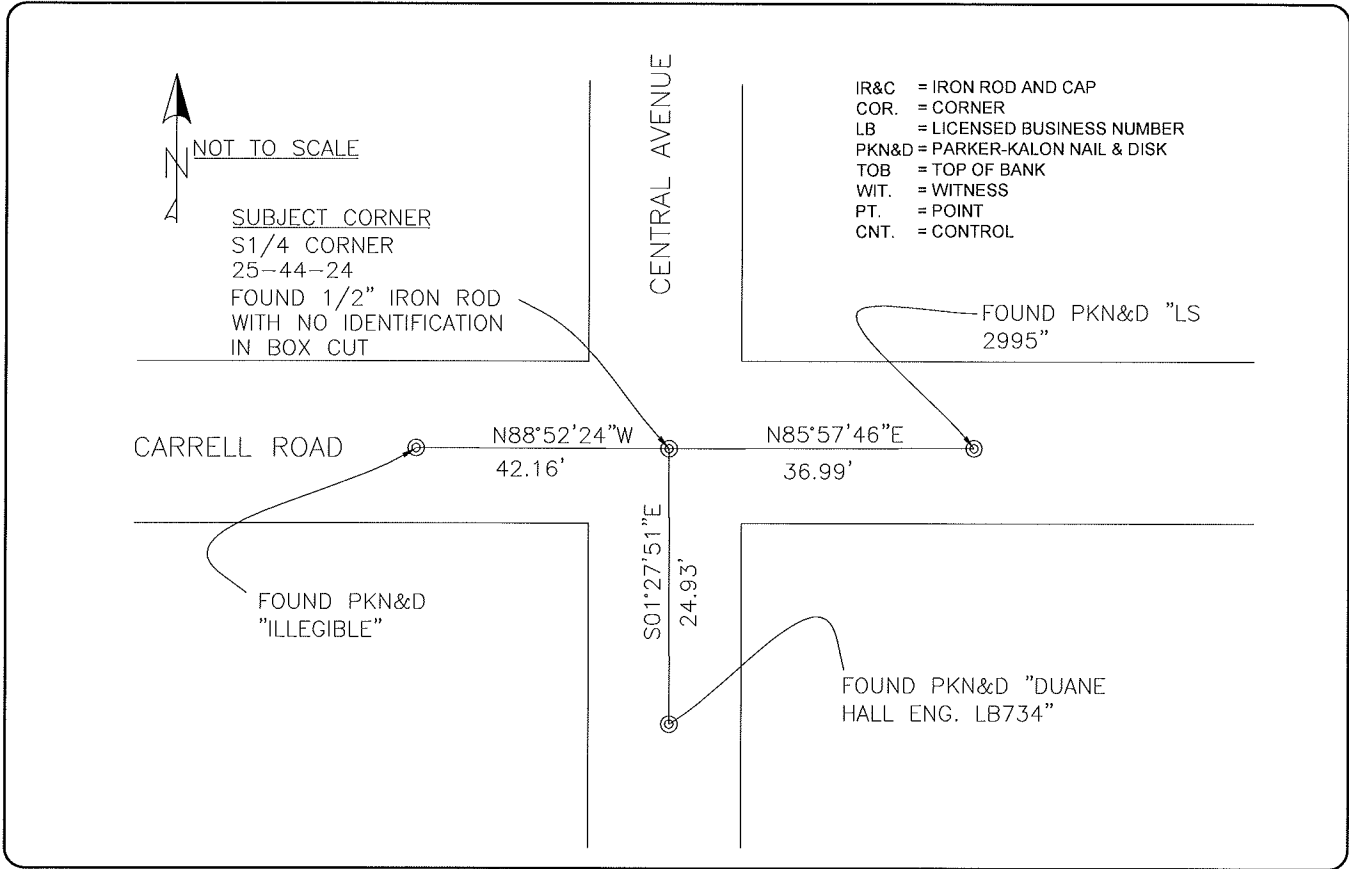 CENTRAL AVENUE
IR&C = IRON ROD AND CAP
COR. = CORNER
LB = LICENSED BUSINESS NUMBER
PKN&D = PARKER-KALON NAIL & DISK
TOB = TOP OF BANK
WIT. = WITNESS
PT. = POINT
CNT. = CONTROL
N
NOT TO SCALE
SUBJECT CORNER
S1/4 CORNER
25-44-24
FOUND 1/2" IRON ROD
WITH NO IDENTIFICATION
IN BOX CUT
FOUND PKN&D "LS
2995"
CARRELL ROAD
N88°52'24"W
42.16'
N85°57'46"E
36.99'
S01°27'51"E
24.93'
FOUND PKN&D
"ILLEGIBLE"
FOUND PKN&D "DUANE
HALL ENG. LB734"